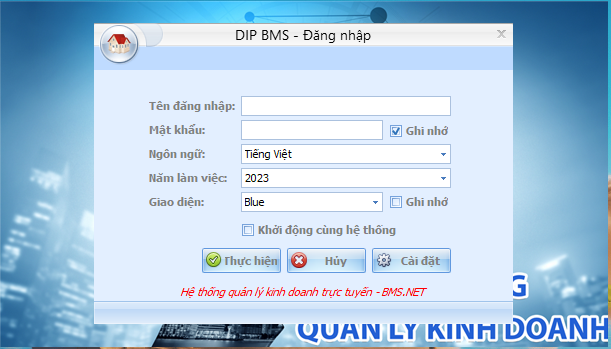 DIP BMS - Đăng nhập
Tên đăng nhập:
Mật khẩu:
Ghi nhớ
Ngôn ngữ:
Tiếng Việt
Năm làm việc:
2023
Giao diện:
Blue
Ghi nhớ
Khởi động cùng hệ thống
Thực hiện
Hủy
Cài đặt
Hệ thống quản lý kinh doanh trực tuyến - BMS.NET
G
QUẢN LÝ KINH DOANH